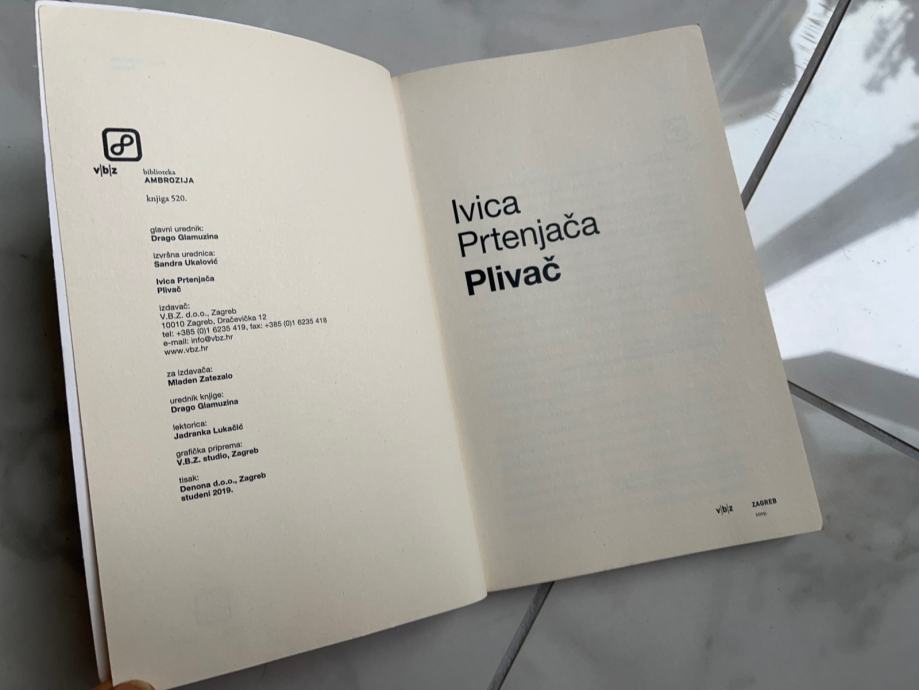 v|b|z
biblioteka
AMBROZIJA
knjiga 520.
glavni urednik:
Drago Glamuzina
izvršna urednica:
Sandra Ukalović
Ivica Prtenjača
Plivač
izdavač:
V.B.Z. d.o.o., Zagreb
10010 Zagreb, Dračevička 12
tel: +385 (0)1 6235 419, fax: +385 (0)1 6235 418
e-mail: info@vbz.hr
www.vbz.hr
za izdavača:
Mladen Zatezalo
urednik knjige:
Drago Glamuzina
lektorica:
Jadranka Lukačić
grafička priprema:
V.B.Z. studio, Zagreb
tisak:
Denona d.o.o., Zagreb
studeni 2019.
Ivica
Prtenjača
Plivač
v|b|z ZAGREB